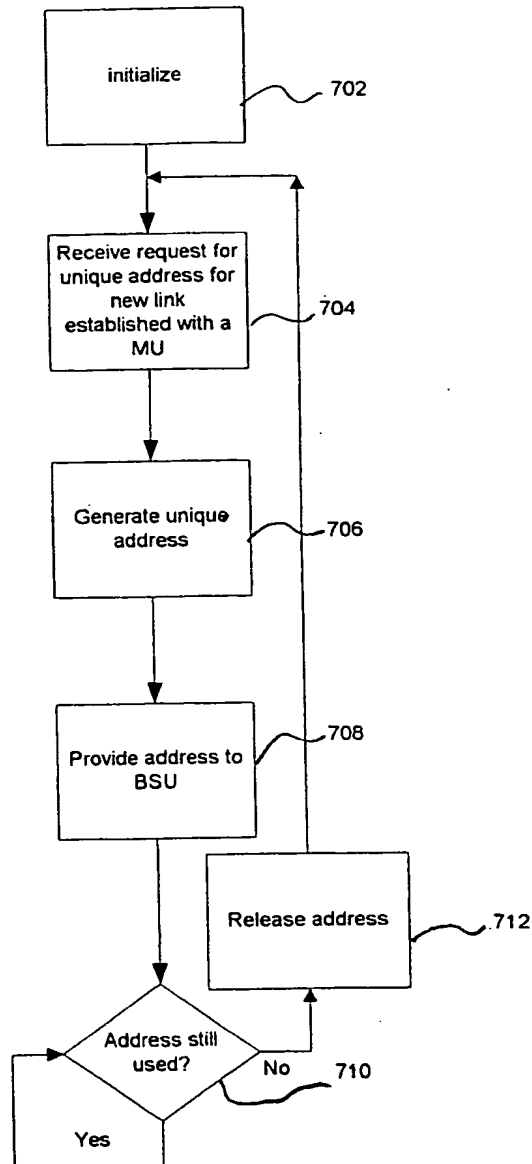 initialize
702
Receive request for
unique address for
new link
established with a
MU
704
Generate unique
address
706
Provide address to
BSU
708
Release address
712
Address still
used?
No
710
Yes